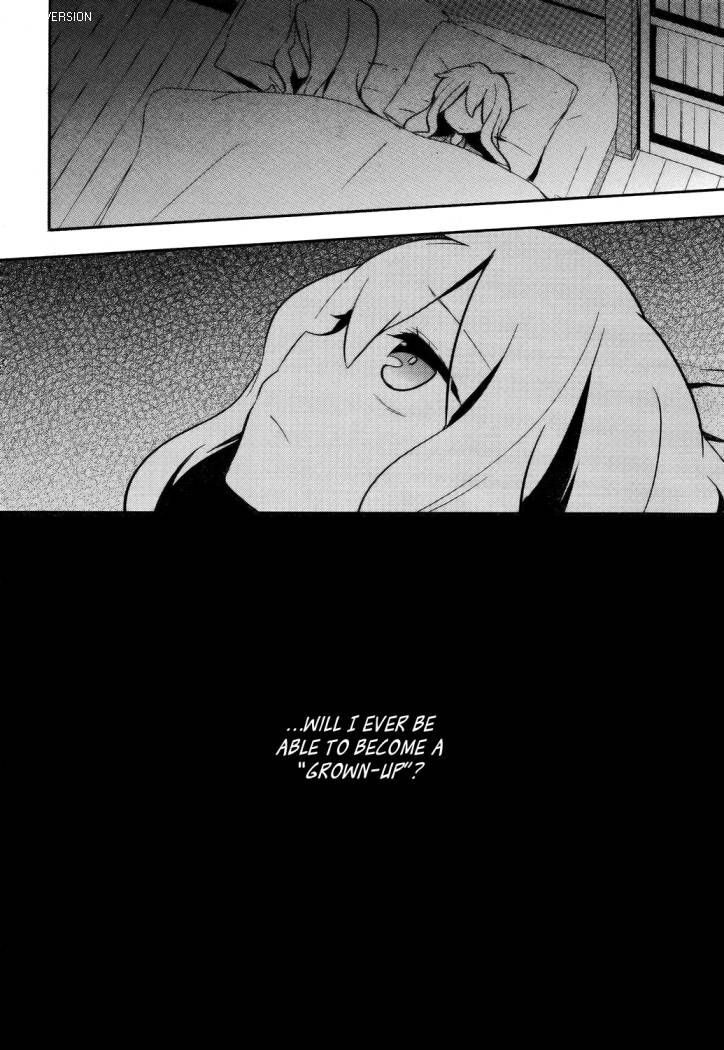 VERSION
...WILL I EVER BE
ABLE TO BECOME A
"GROWN-UP"?